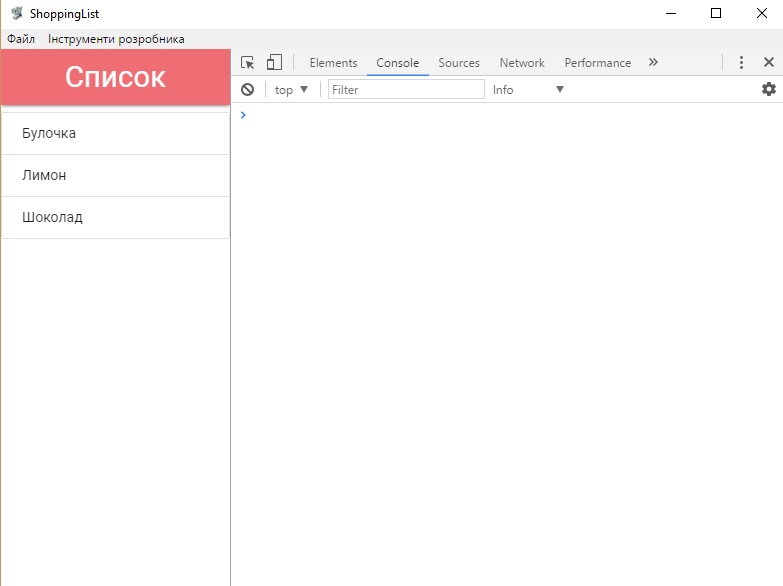 ShoppingList
Файл Інструменти розробника
Список
Булочка
Лимон
Шоколад
Elements Console Sources Network Performance
top Filter Info